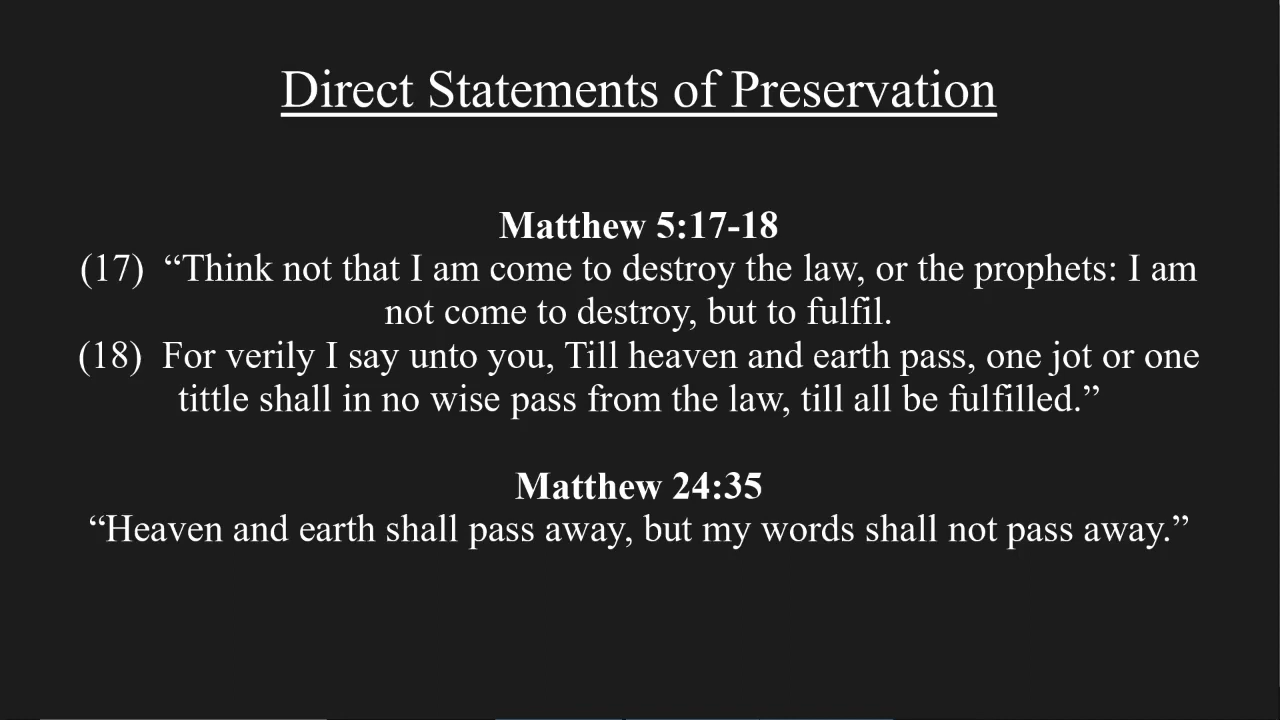 Direct Statements of Preservation
Matthew 5:17-18
(17) “Think not that I am come to destroy the law, or the prophets: I am
not come to destroy, but to fulfil.
(18) For verily I say unto you, Till heaven and earth pass, one jot or one
tittle shall in no wise pass from the law, till all be fulfilled.”
Matthew 24:35
“Heaven and earth shall pass away, but my words shall not pass away.”